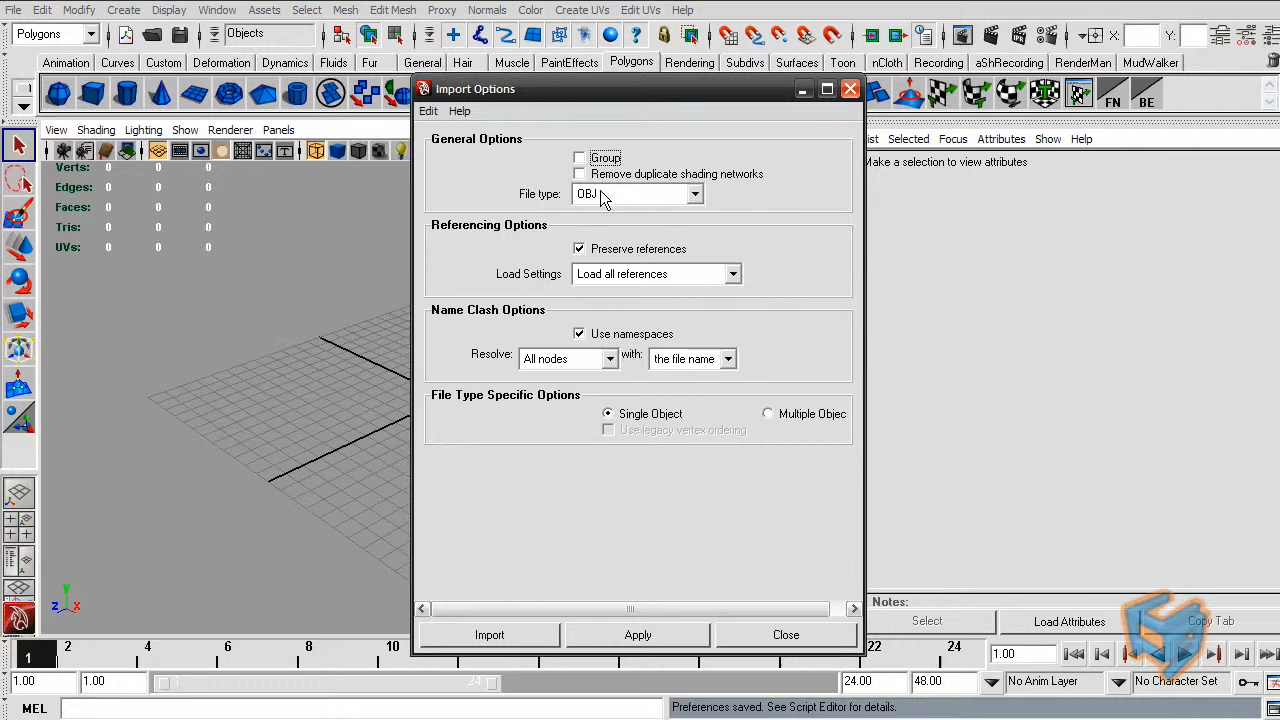 File Edit Modify Create Display Window Assets Select Mesh Edit Mesh Proxy Normals Color Create UVs Edit UVs Help
Polygons Objects X: Y:
Animation Curves Custom Deformation Dynamics Fluids Fur General Hair Muscle PaintEffects Polygons Rendering Subdivs Surfaces Toon nCloth Recording aShRecording RenderMan MudWalker
FN BE
Import Options
Edit Help
View Shading Lighting Show Renderer Panels
ist Selected Focus Attributes Show Help
Make a selection to view attributes
Verts: 0 0 0
Edges: 0 0 0
Faces: 0 0 0
Tris: 0 0 0
UVs: 0 0 0
General Options
Group
Remove duplicate shading networks
File type: OBJ
Referencing Options
Preserve references
Load Settings Load all references
Name Clash Options
Use namespaces
Resolve: All nodes with: the file name
File Type Specific Options
Single Object Multiple Objec
Use legacy vertex ordering
y
z x
Import Apply Close
Notes:
Select Load Attributes Copy Tab
1 2 4 6 8 10 22 24 1.00
1.00 1.00 1 24 24.00 48.00 No Anim Layer No Character Set
MEL Preferences saved. See Script Editor for details.